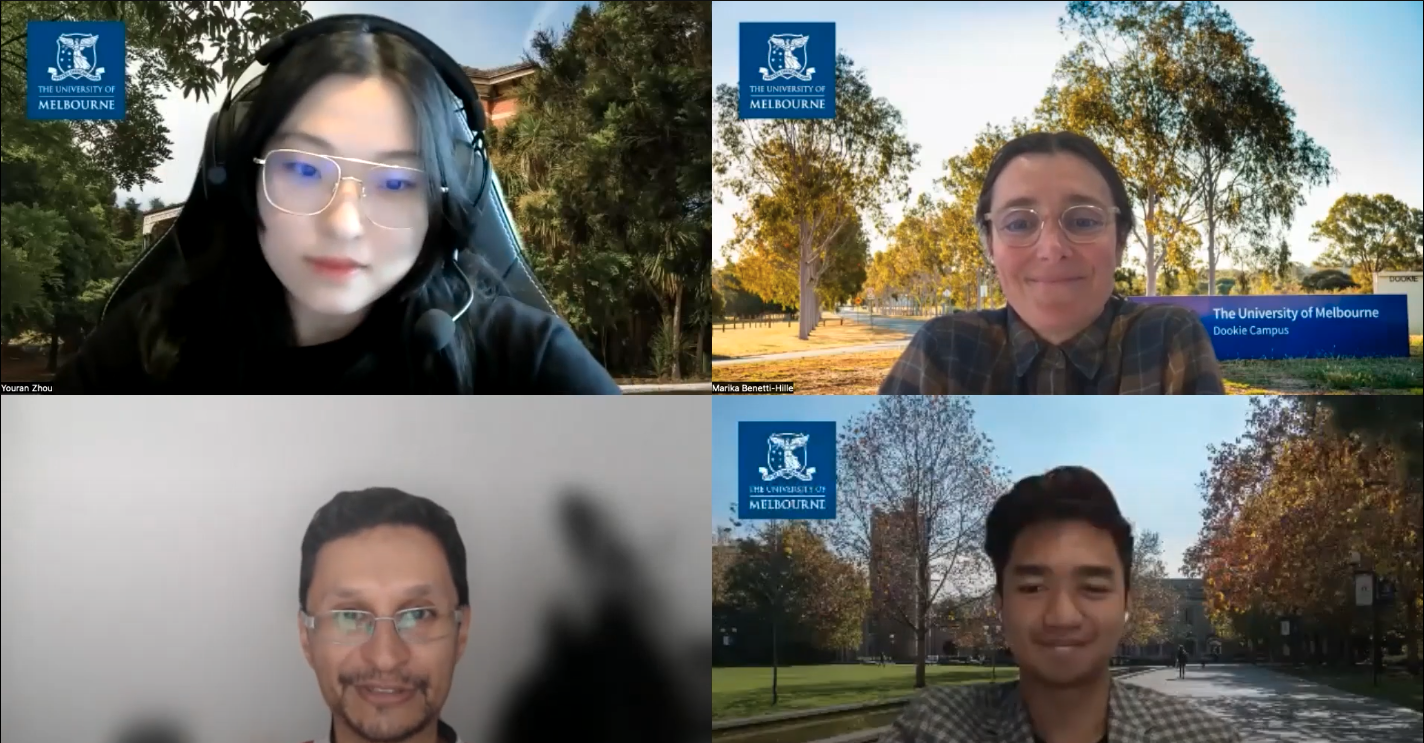 THE UNIVERSITY OF
MELBOURNE
THE UNIVERSITY OF
MELBOURNE
DOOKIE
The University of Melbourne
Dookie Campus
Youran Zhou
Marika Benetti-Hille
THE UNIVERSITY OF
MELBOURNE